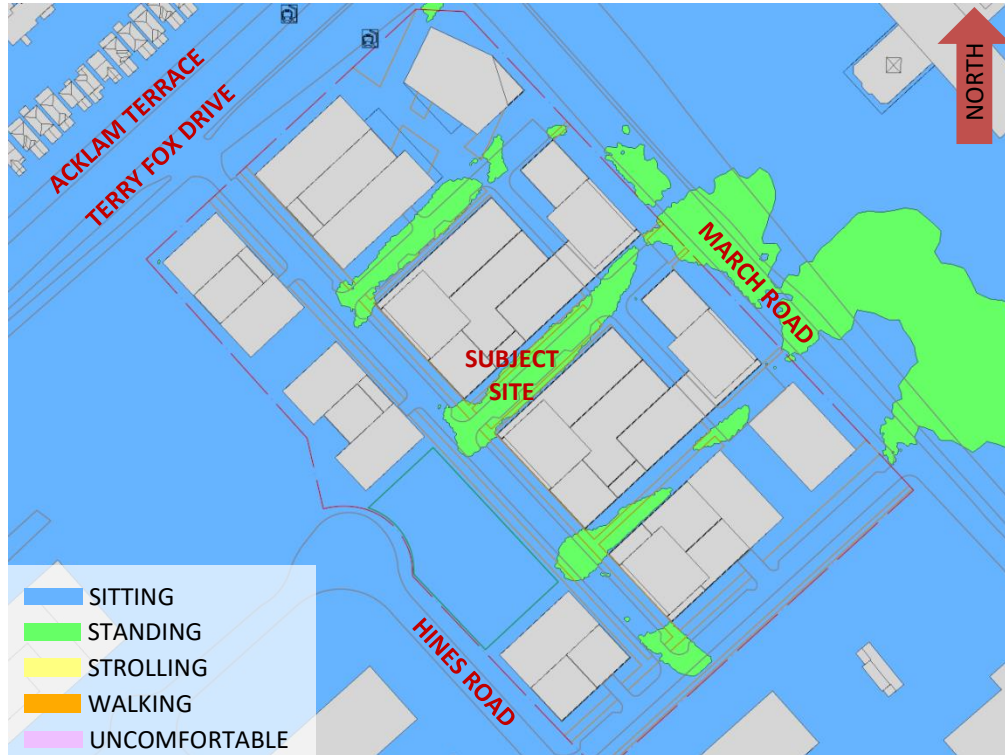 ACKLAM TERRACE
TERRY FOX DRIVE
NORTH
MARCH ROAD
SUBJECT
SITE
HINES ROAD
SITTING
STANDING
STROLLING
WALKING
UNCOMFORTABLE